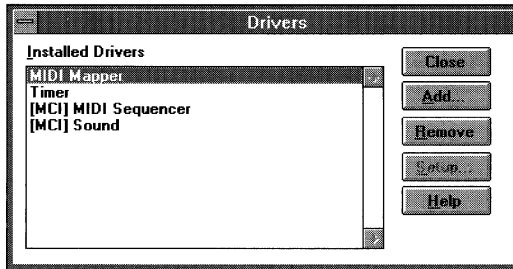 Drivers
Installed Drivers
MIDI Mapper
Timer
[MCI] MIDI Sequencer
[MCI] Sound
Close
Add...
Remove
Setup...
Help